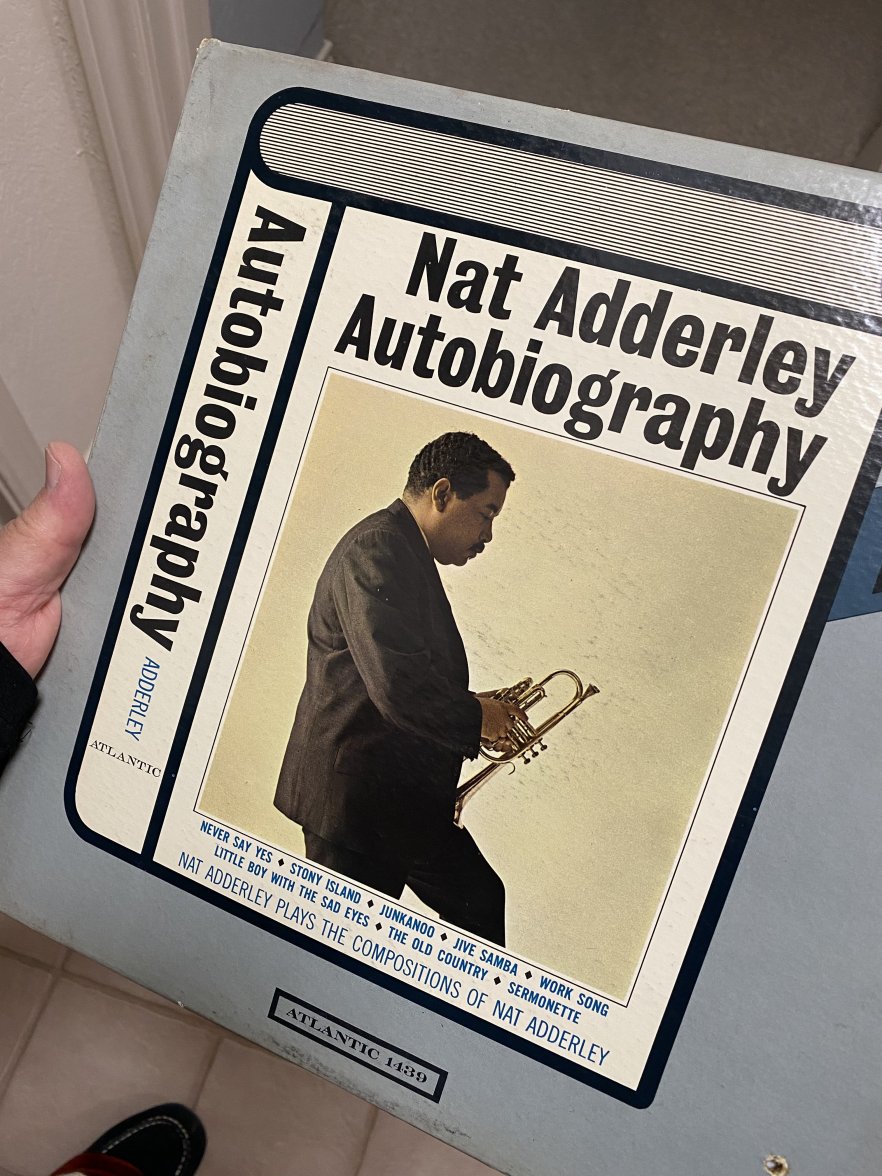 Nat Adderley
Autobiography
Autobiography ADDERLEY ATLANTIC
NEVER SAY YES ♦ STONY ISLAND ♦ JUNKANOO ♦ JIVE SAMBA ♦ WORK SONG
LITTLE BOY WITH THE SAD EYES ♦ THE OLD COUNTRY ♦ SERMONETTE
NAT ADDERLEY PLAYS THE COMPOSITIONS OF NAT ADDERLEY
ATLANTIC 1439